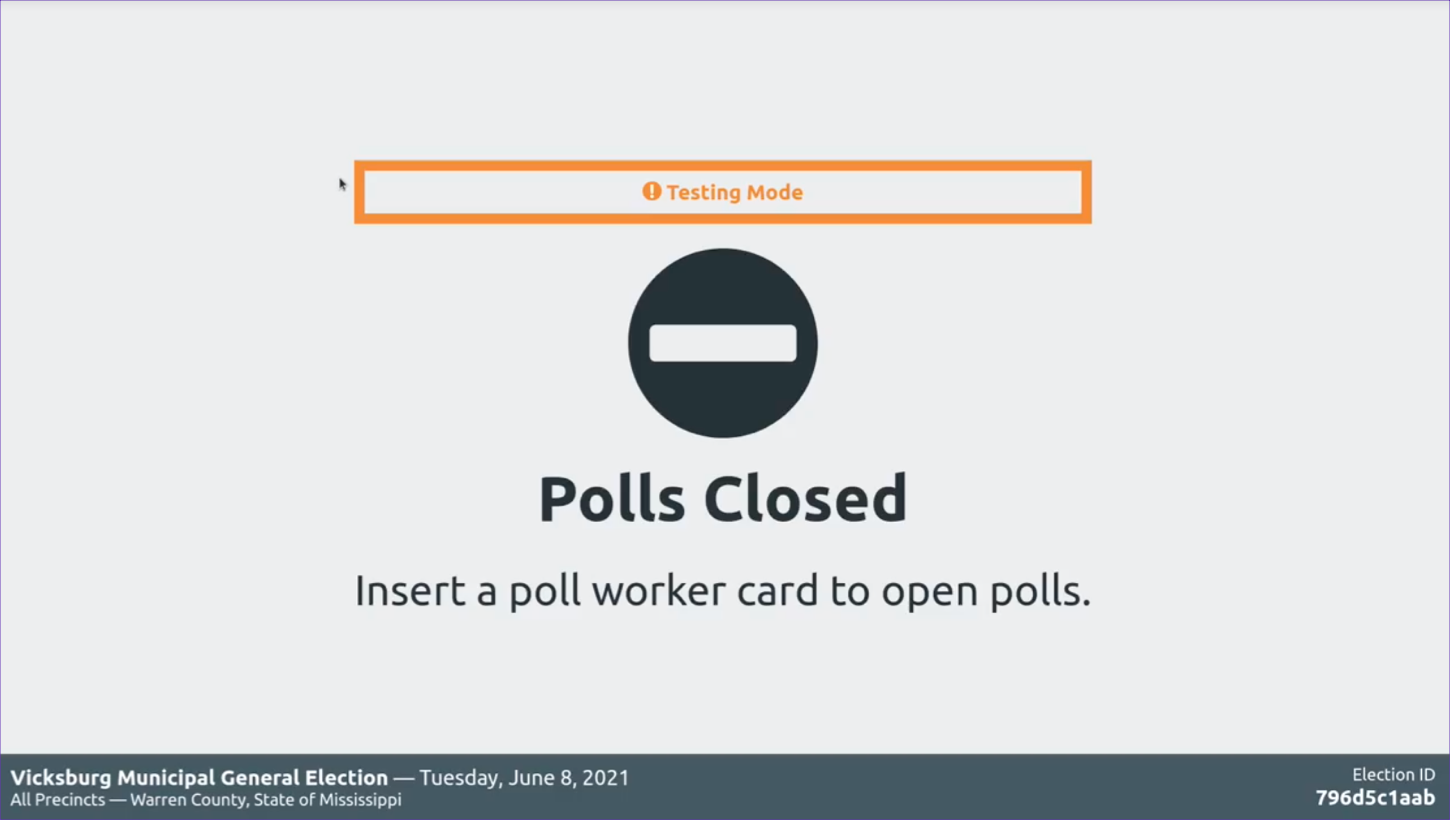 Testing Mode
Polls Closed
Insert a poll worker card to open polls.
Vicksburg Municipal General Election — Tuesday, June 8, 2021
All Precincts — Warren County, State of Mississippi
Election ID
796d5c1aab